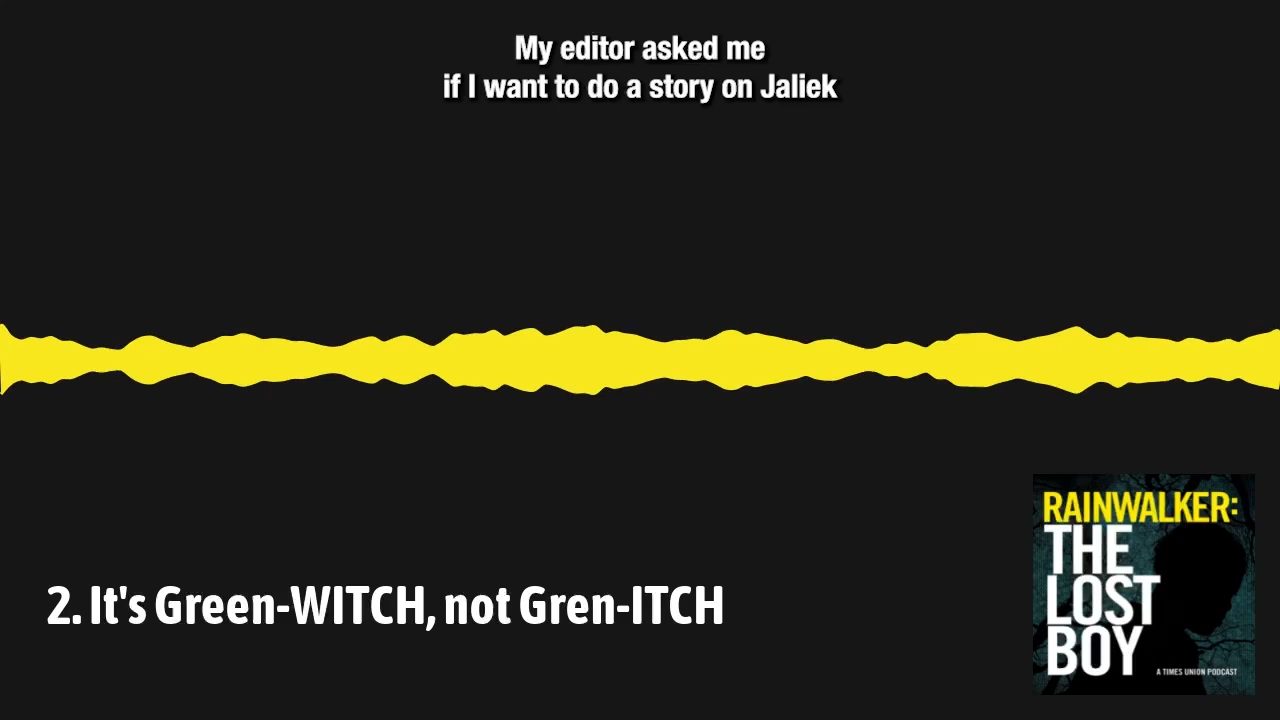 My editor asked me
if I want to do a story on Jaliek
2. It's Green-WITCH, not Gren-ITCH
RAINWALKER:
THE
LOST
BOY
A TIMES UNION PODCAST